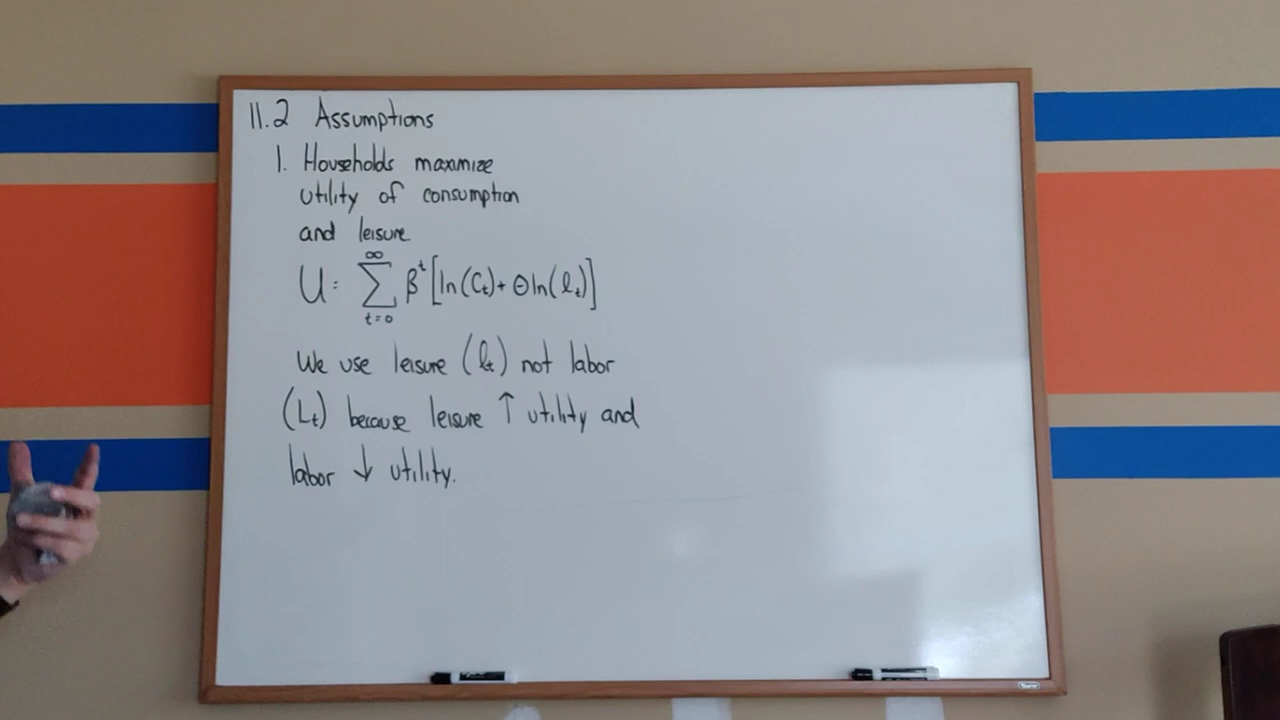 11.2 Assumptions
1. Households maximize
utility of consumption
and leisure
U = ∑_{t=0}^{∞} β^t [ln(C_t) + Θln(ℓ_t)]
We use leisure (ℓ_t) not labor
(L_t) because leisure ↑ utility and
labor ↓ utility.